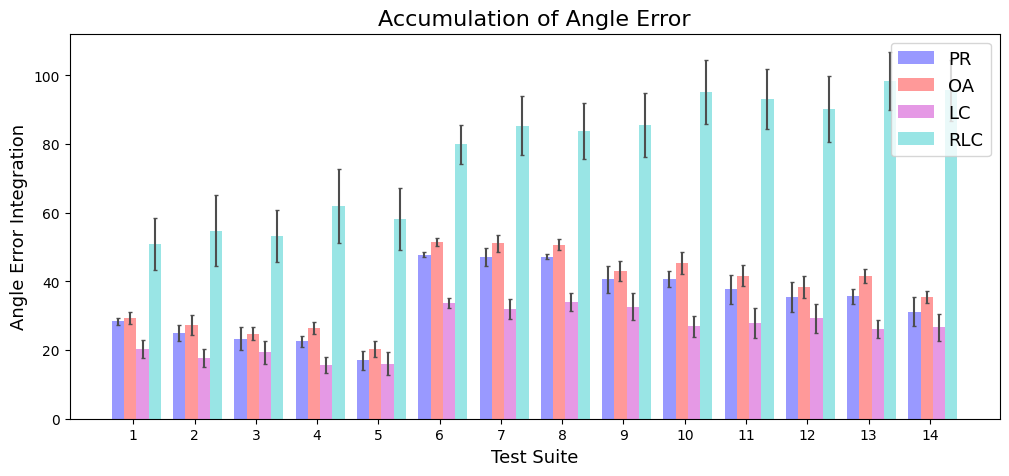 Accumulation of Angle Error
Angle Error Integration
100
80
60
40
20
0
PR
OA
LC
RLC
1 2 3 4 5 6 7 8 9 10 11 12 13 14
Test Suite